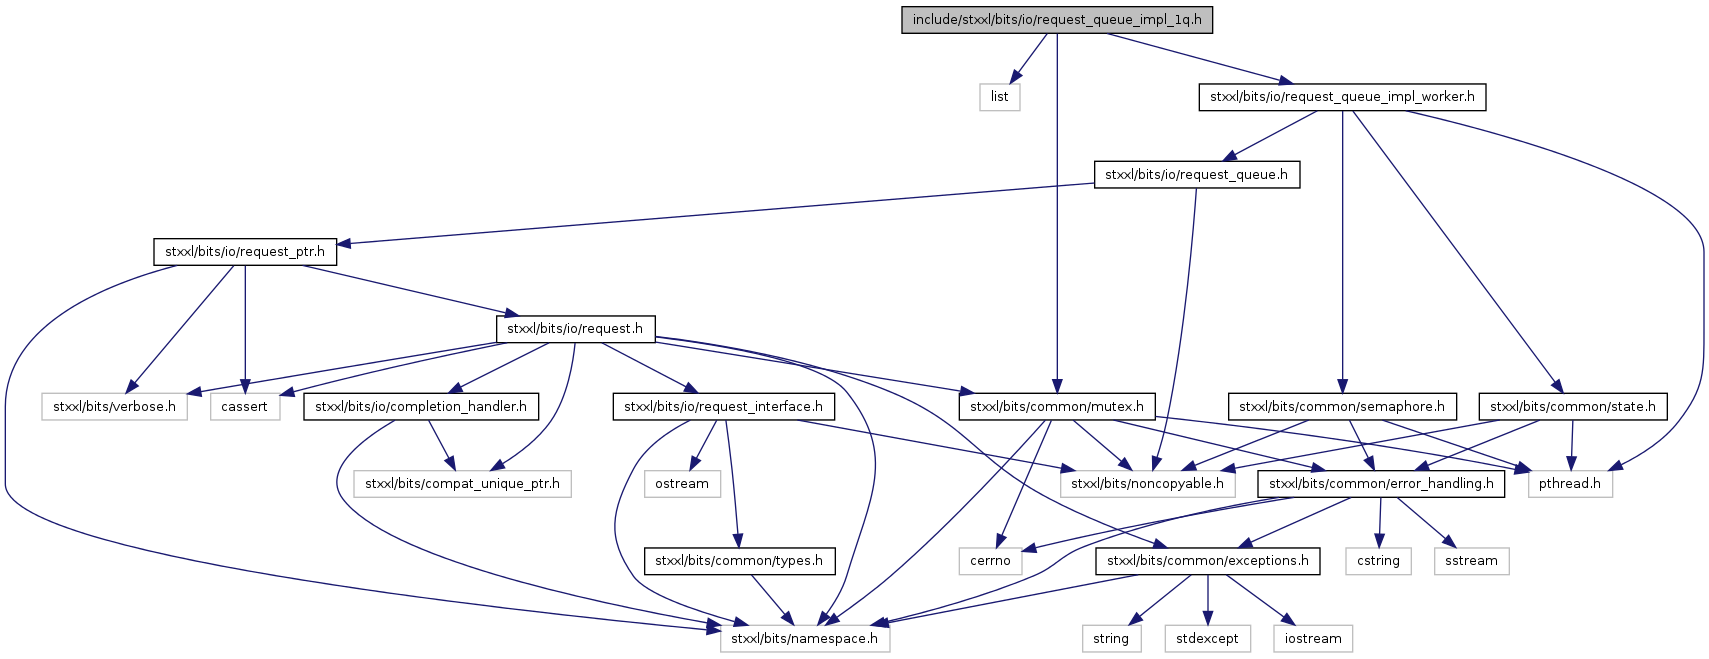 include/stxxl/bits/io/request_queue_impl_1q.h
list
stxxl/bits/io/request_queue_impl_worker.h
stxxl/bits/io/request_queue.h
stxxl/bits/io/request_ptr.h
stxxl/bits/io/request.h
stxxl/bits/verbose.h
cassert
stxxl/bits/io/completion_handler.h
stxxl/bits/io/request_interface.h
stxxl/bits/common/mutex.h
stxxl/bits/common/semaphore.h
stxxl/bits/common/state.h
stxxl/bits/compat_unique_ptr.h
ostream
stxxl/bits/noncopyable.h
stxxl/bits/common/error_handling.h
pthread.h
stxxl/bits/common/types.h
cerrno
stxxl/bits/common/exceptions.h
cstring
sstream
stxxl/bits/namespace.h
string
stdexcept
iostream